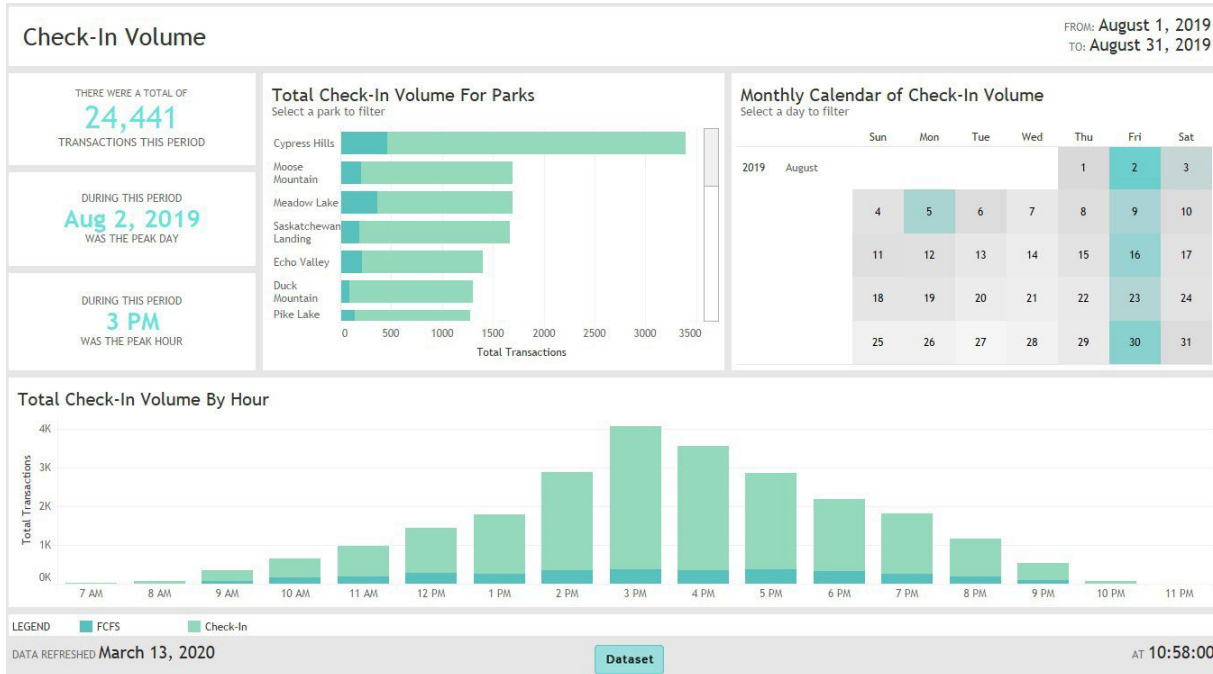 Check-In Volume
FROM: August 1, 2019
TO: August 31, 2019
THERE WERE A TOTAL OF
24,441
TRANSACTIONS THIS PERIOD
DURING THIS PERIOD
Aug 2, 2019
WAS THE PEAK DAY
DURING THIS PERIOD
3 PM
WAS THE PEAK HOUR
Total Check-In Volume For Parks
Select a park to filter
Cypress Hills
Moose
Mountain
Meadow Lake
Saskatchewan
Landing
Echo Valley
Duck
Mountain
Pike Lake
0 500 1000 1500 2000 2500 3000 3500
Total Transactions
Monthly Calendar of Check-In Volume
Select a day to filter
Sun Mon Tue Wed Thu Fri Sat
2019 August 1 2 3
4 5 6 7 8 9 10
11 12 13 14 15 16 17
18 19 20 21 22 23 24
25 26 27 28 29 30 31
Total Check-In Volume By Hour
Total Transactions
4K
3K
2K
1K
0K
7 AM 8 AM 9 AM 10 AM 11 AM 12 PM 1 PM 2 PM 3 PM 4 PM 5 PM 6 PM 7 PM 8 PM 9 PM 10 PM 11 PM
LEGEND FCFS Check-In
DATA REFRESHED March 13, 2020
Dataset
AT 10:58:00